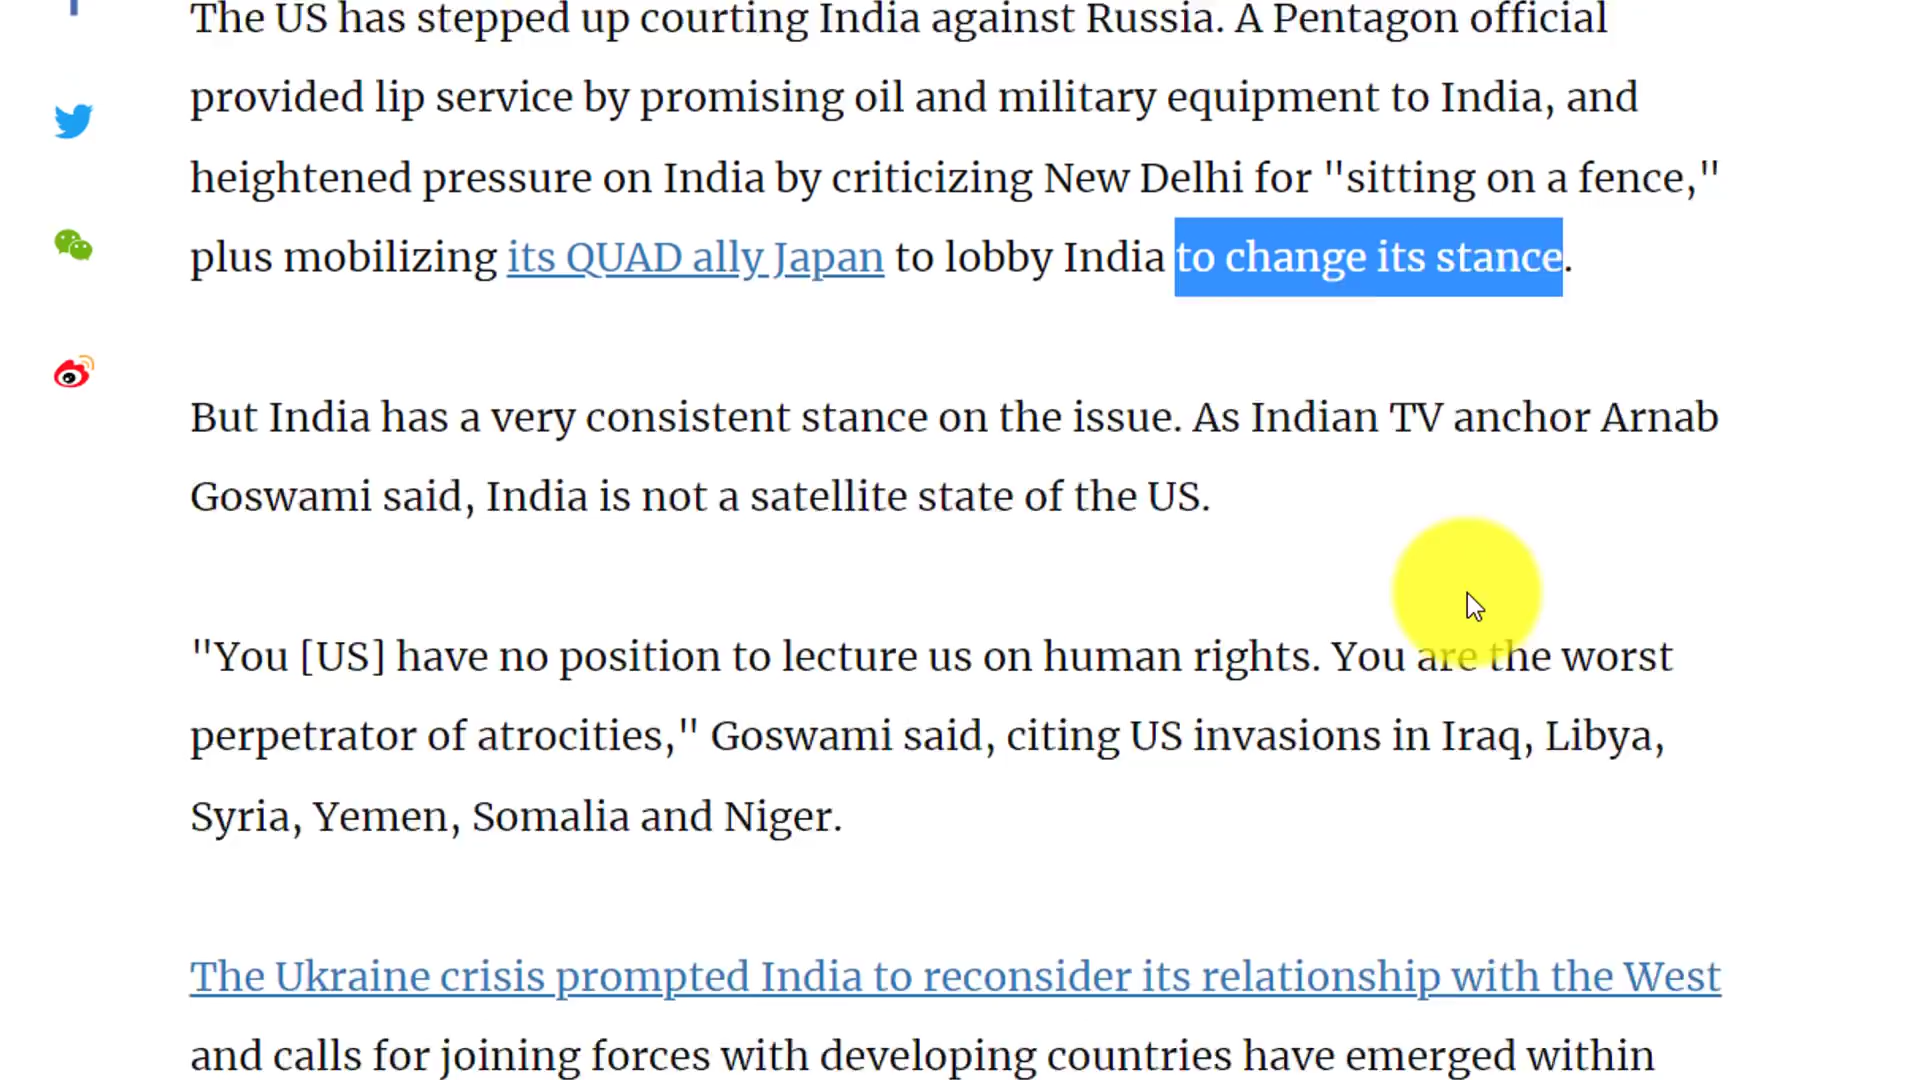 The US has stepped up courting India against Russia. A Pentagon official
provided lip service by promising oil and military equipment to India, and
heightened pressure on India by criticizing New Delhi for "sitting on a fence,"
plus mobilizing its QUAD ally Japan to lobby India to change its stance.
But India has a very consistent stance on the issue. As Indian TV anchor Arnab
Goswami said, India is not a satellite state of the US.
"You [US] have no position to lecture us on human rights. You are the worst
perpetrator of atrocities," Goswami said, citing US invasions in Iraq, Libya,
Syria, Yemen, Somalia and Niger.
The Ukraine crisis prompted India to reconsider its relationship with the West
and calls for joining forces with developing countries have emerged within